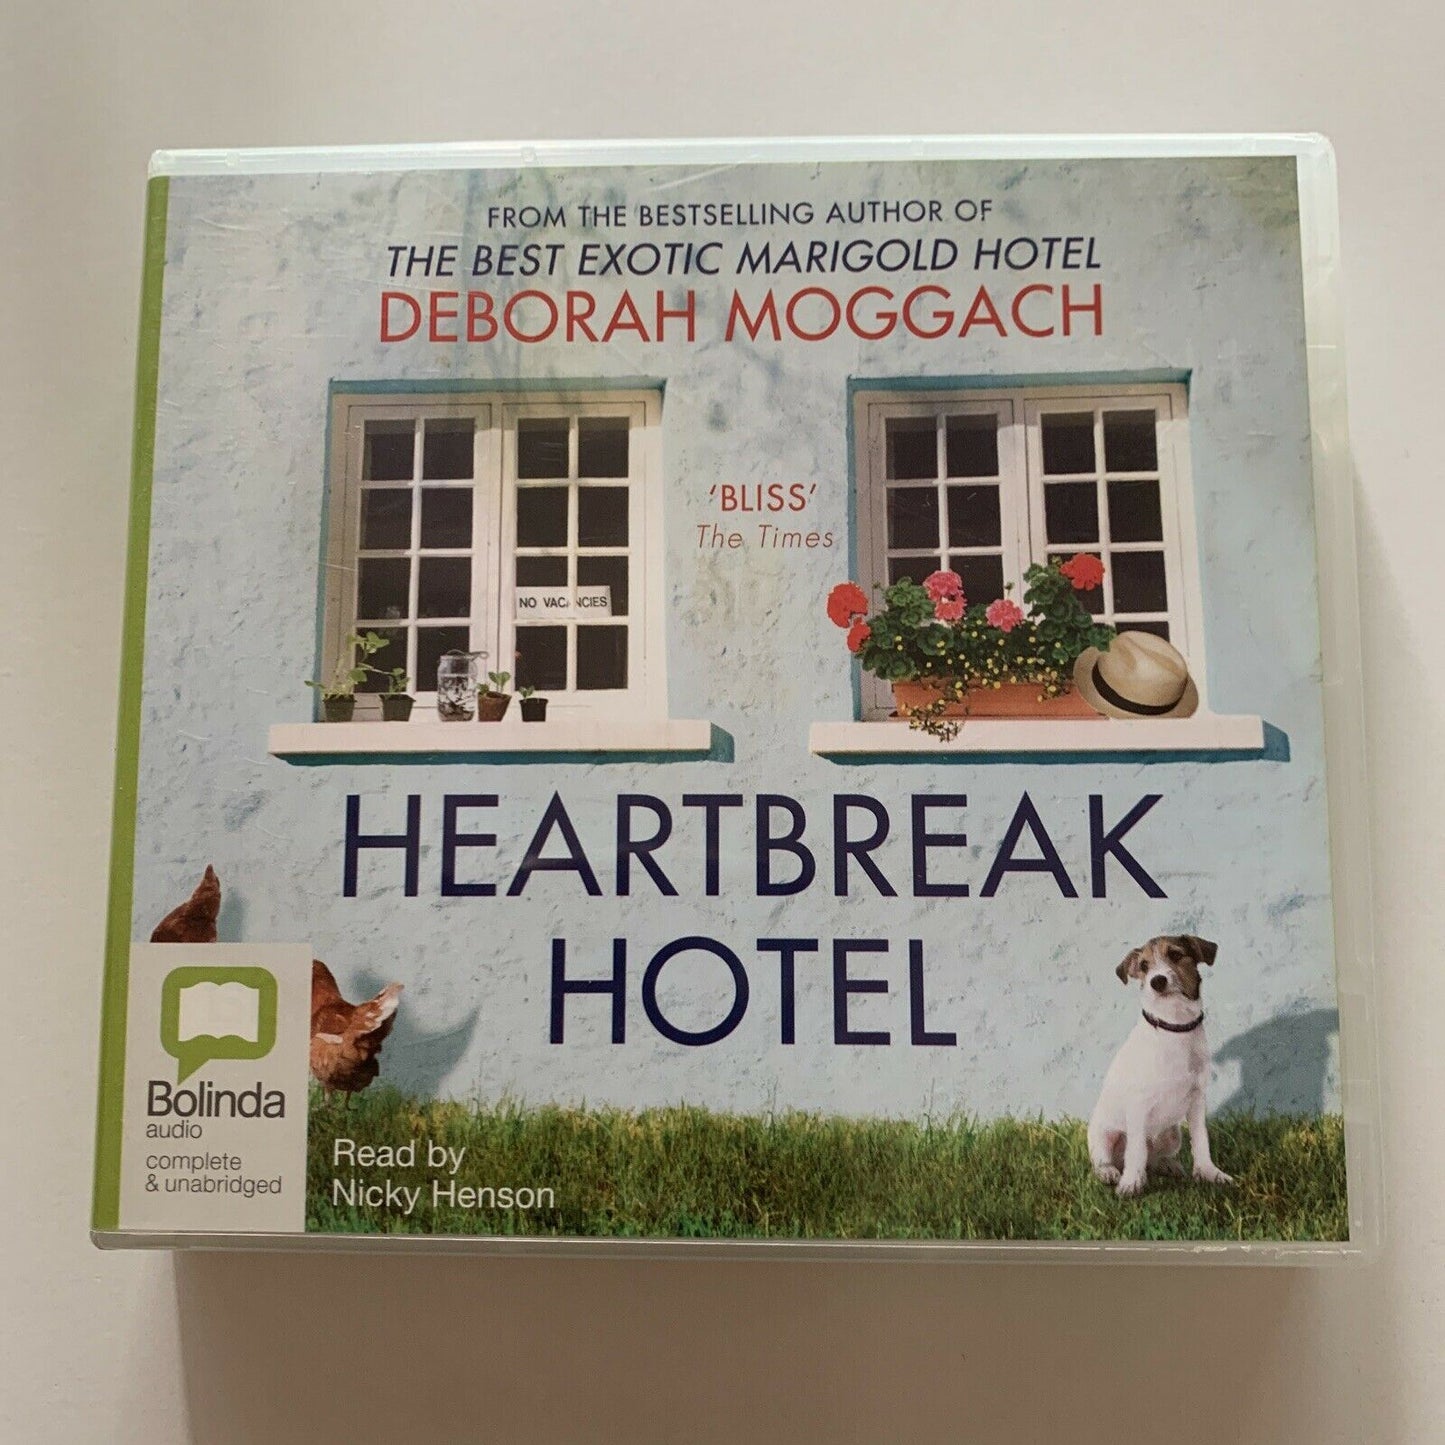 FROM THE BESTSELLING AUTHOR OF
THE BEST EXOTIC MARIGOLD HOTEL
DEBORAH MOGGACH
'BLISS'
The Times
NO VACANCIES
HEARTBREAK
HOTEL
Bolinda
audio
complete
& unabridged
Read by
Nicky Henson